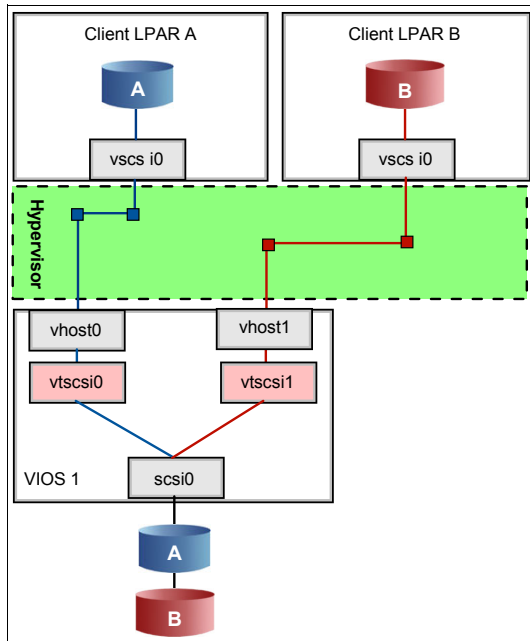 Client LPAR A
Client LPAR B
A
B
vscs i0
vscs i0
Hypervisor
vhost0
vhost1
vtscsi0
vtscsi1
VIOS 1
scsi0
A
B